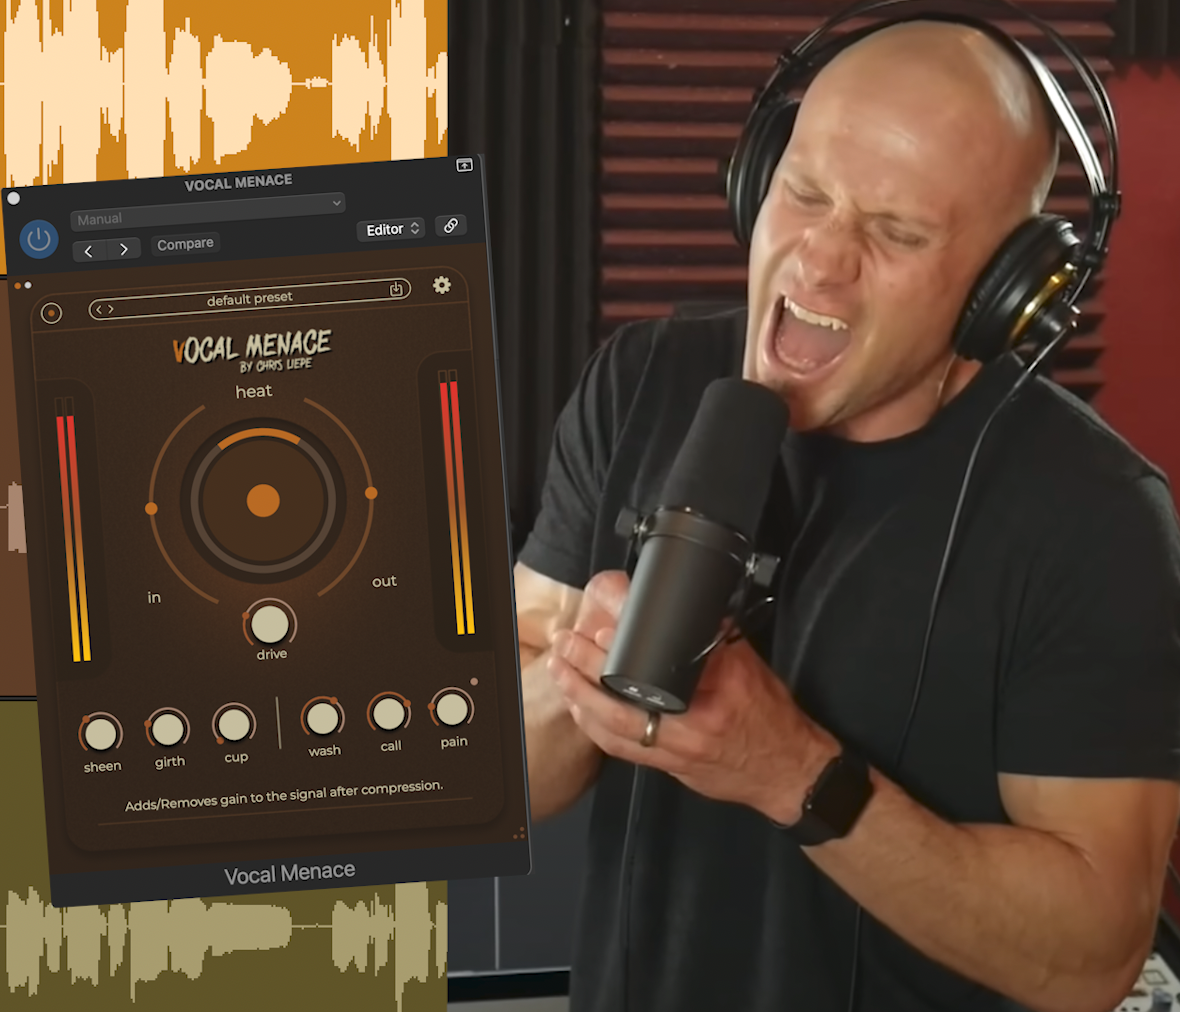 VOCAL MENACE
Manual
Compare
Editor
default preset
VOCAL MENACE
BY CHRIS LIEPE
heat
in
out
drive
sheen
girth
cup
wash
call
pain
Adds/Removes gain to the signal after compression.
Vocal Menace